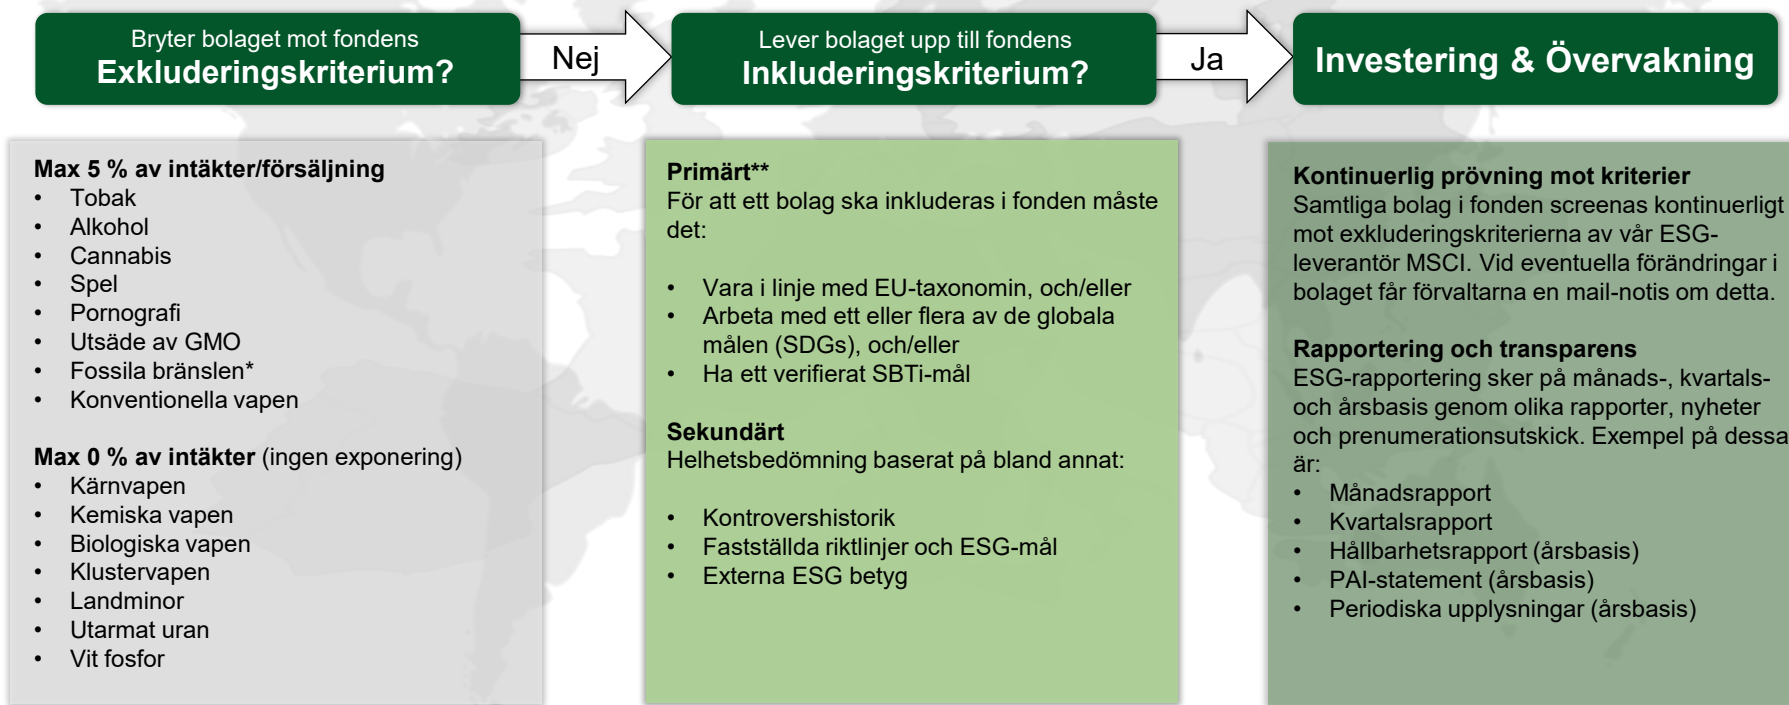 Bryter bolaget mot fondens
Exkluderingskriterium?
Nej
Lever bolaget upp till fondens
Inkluderingskriterium?
Ja
Investering & Övervakning
Max 5 % av intäkter/försäljning
• Tobak
• Alkohol
• Cannabis
• Spel
• Pornografi
• Utsäde av GMO
• Fossila bränslen*
• Konventionella vapen
Max 0 % av intäkter (ingen exponering)
• Kärnvapen
• Kemiska vapen
• Biologiska vapen
• Klustervapen
• Landminor
• Utarmat uran
• Vit fosfor
Primärt**
För att ett bolag ska inkluderas i fonden måste
det:
• Vara i linje med EU-taxonomin, och/eller
• Arbeta med ett eller flera av de globala
målen (SDGs), och/eller
• Ha ett verifierat SBTi-mål
Sekundärt
Helhetsbedömning baserat på bland annat:
• Kontrovershistorik
• Fastställda riktlinjer och ESG-mål
• Externa ESG betyg
Kontinuerlig prövning mot kriterier
Samtliga bolag i fonden screenas kontinuerligt
mot exkluderingskriterierna av vår ESG-
leverantör MSCI. Vid eventuella förändringar i
bolaget får förvaltarna en mail-notis om detta.
Rapportering och transparens
ESG-rapportering sker på månads-, kvartals-
och årsbasis genom olika rapporter, nyheter
och prenumerationsutskick. Exempel på dessa
är:
• Månadsrapport
• Kvartalsrapport
• Hållbarhetsrapport (årsbasis)
• PAI-statement (årsbasis)
• Periodiska upplysningar (årsbasis)